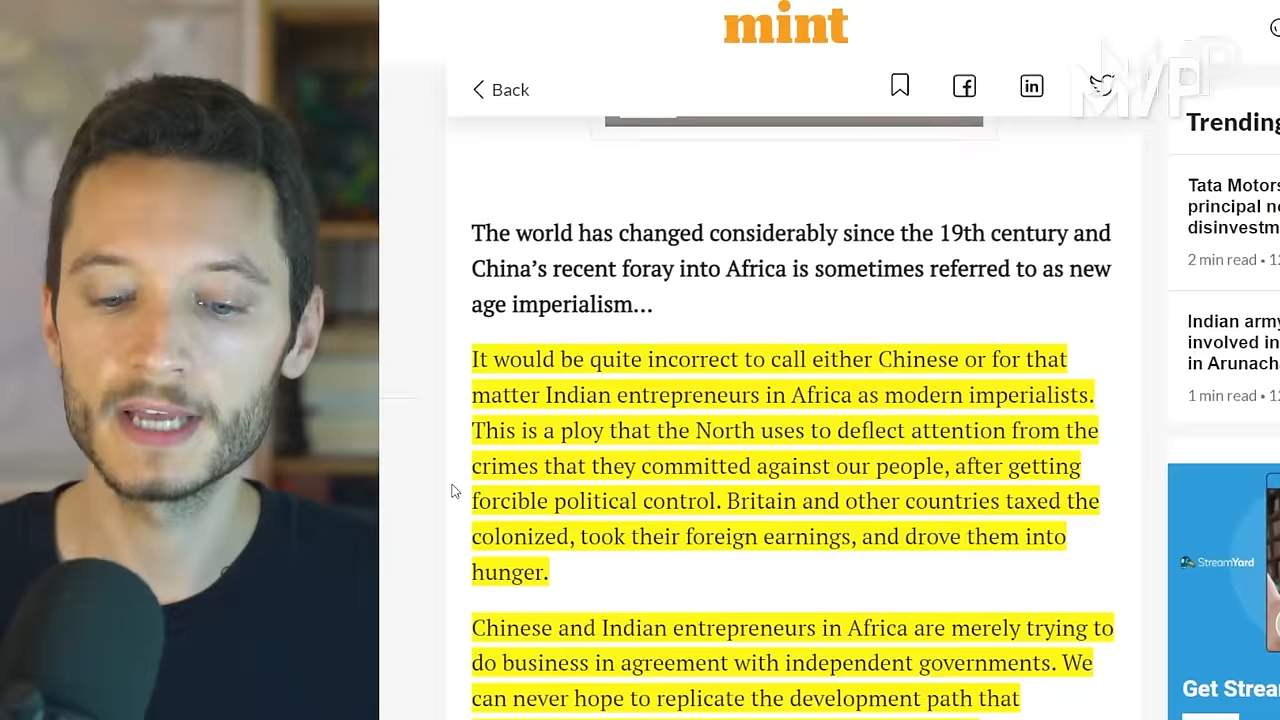 mint
MVP
Back
Trending
The world has changed considerably since the 19th century and
China’s recent foray into Africa is sometimes referred to as new
age imperialism...
It would be quite incorrect to call either Chinese or for that
matter Indian entrepreneurs in Africa as modern imperialists.
This is a ploy that the North uses to deflect attention from the
crimes that they committed against our people, after getting
forcible political control. Britain and other countries taxed the
colonized, took their foreign earnings, and drove them into
hunger.
Chinese and Indian entrepreneurs in Africa are merely trying to
do business in agreement with independent governments. We
can never hope to replicate the development path that
Tata Motors
principal
disinvestm
2 min read • 12
Indian army
involved in
in Arunach
1 min read • 12
StreamYard
Get Strea